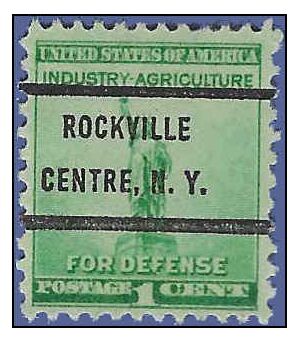 UNITED STATES OF AMERICA
INDUSTRY-AGRICULTURE
ROCKVILLE
CENTRE, N. Y.
FOR DEFENSE
POSTAGE 1 CENT